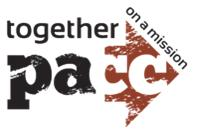 together
on a mission
pacc